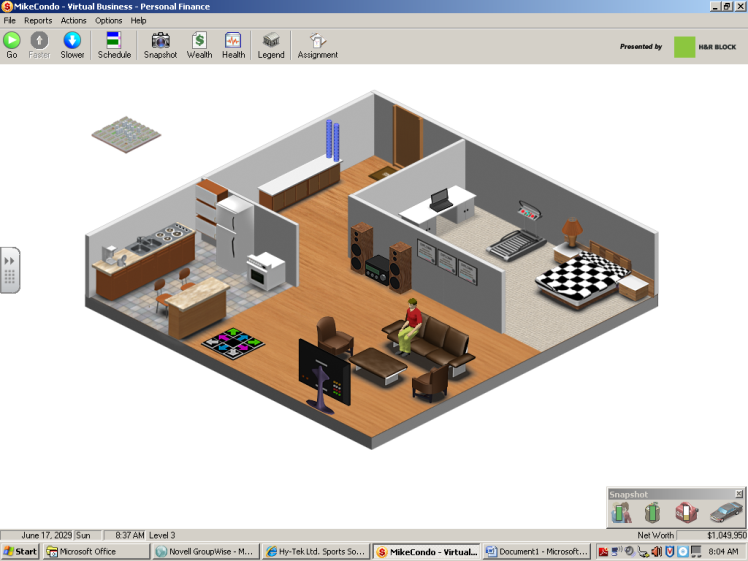 MikeCondo - Virtual Business - Personal Finance
File Reports Actions Options Help
Go Faster Slower Schedule Snapshot Wealth Health Legend Assignment
Presented by H&R BLOCK
Snapshot
June 17, 2029 Sun 8:37 AM Level 3 Net Worth $1,049,950
Start Microsoft Office Novell GroupWise - M... Hy-Tek Ltd. Sports So... MikeCondo - Virtual... Document1 - Microsoft... 8:04 AM